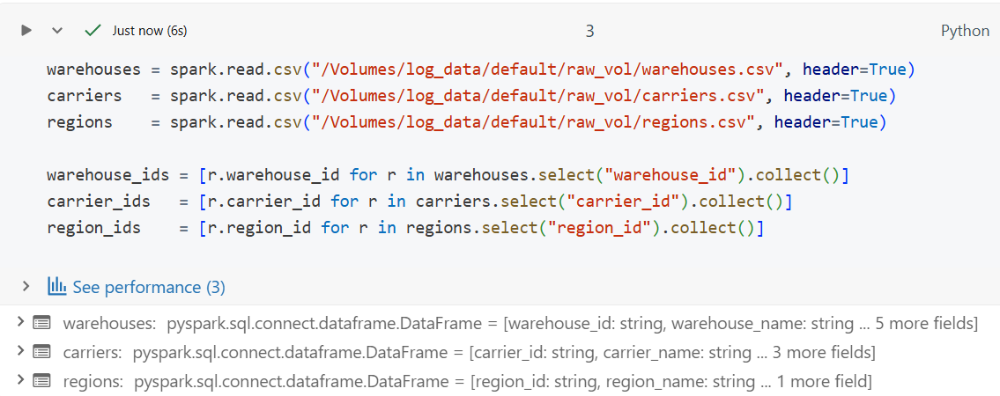 Just now (6s) 3 Python
warehouses = spark.read.csv("/Volumes/log_data/default/raw_vol/warehouses.csv", header=True)
carriers   = spark.read.csv("/Volumes/log_data/default/raw_vol/carriers.csv", header=True)
regions    = spark.read.csv("/Volumes/log_data/default/raw_vol/regions.csv", header=True)
warehouse_ids = [r.warehouse_id for r in warehouses.select("warehouse_id").collect()]
carrier_ids   = [r.carrier_id for r in carriers.select("carrier_id").collect()]
region_ids    = [r.region_id for r in regions.select("region_id").collect()]
See performance (3)
warehouses: pyspark.sql.connect.dataframe.DataFrame = [warehouse_id: string, warehouse_name: string ... 5 more fields]
carriers: pyspark.sql.connect.dataframe.DataFrame = [carrier_id: string, carrier_name: string ... 3 more fields]
regions: pyspark.sql.connect.dataframe.DataFrame = [region_id: string, region_name: string ... 1 more field]